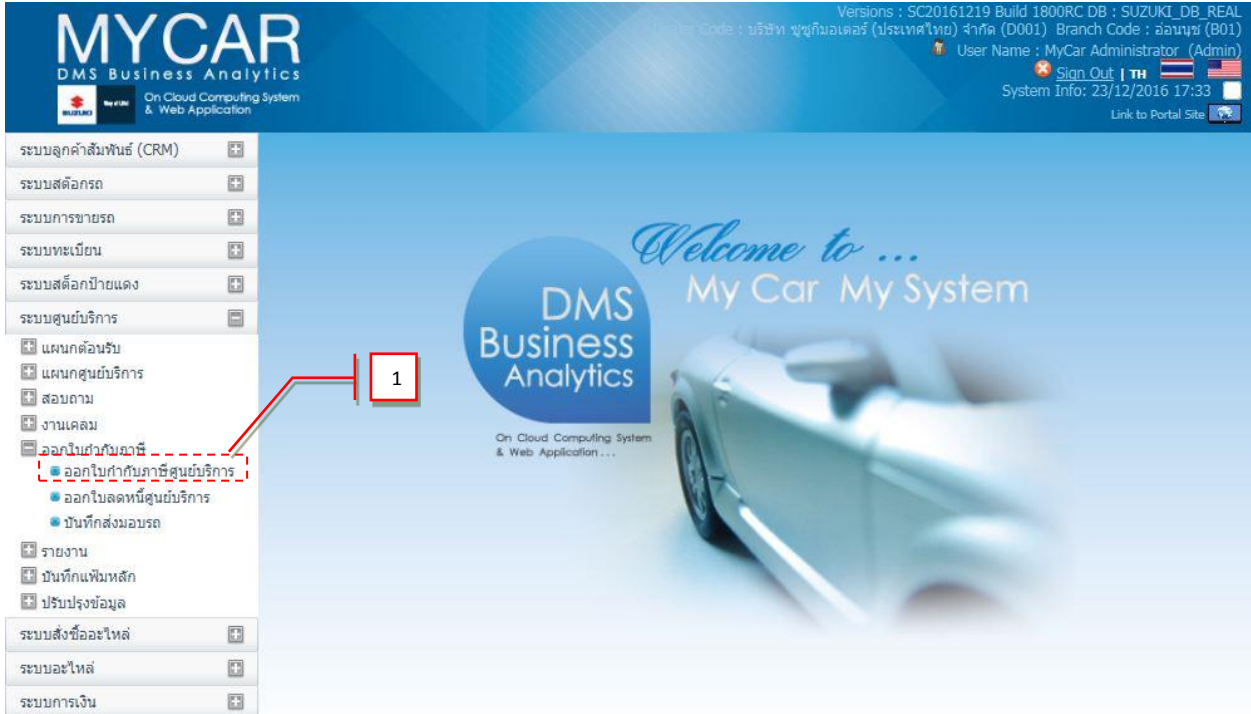 MYCAR
DMS Business Analytics
SUZUKI Way of Life!
On Cloud Computing System
& Web Application
Versions : SC20161219 Build 1800RC DB : SUZUKI_DB_REAL
Code : บริษัท ซูซูกิมอเตอร์ (ประเทศไทย) จำกัด (D001) Branch Code : อ่อนนุช (B01)
User Name : MyCar Administrator (Admin)
Sign Out | TH
System Info: 23/12/2016 17:33
Link to Portal Site
ระบบลูกค้าสัมพันธ์ (CRM)
ระบบสต๊อกรถ
ระบบการขายรถ
ระบบทะเบียน
ระบบสต็อกป้ายแดง
ระบบศูนย์บริการ
แผนกต้อนรับ
แผนกศูนย์บริการ
สอบถาม
งานเคลม
ออกใบกำกับภาษี
ออกใบกำกับภาษีศูนย์บริการ
ออกใบลดหนี้ศูนย์บริการ
บันทึกส่งมอบรถ
รายงาน
บันทึกแฟ้มหลัก
ปรับปรุงข้อมูล
ระบบสั่งซื้ออะไหล่
ระบบอะไหล่
ระบบการเงิน
1
Welcome to ...
My Car My System
DMS
Business
Analytics
On Cloud Computing System
& Web Application . . .